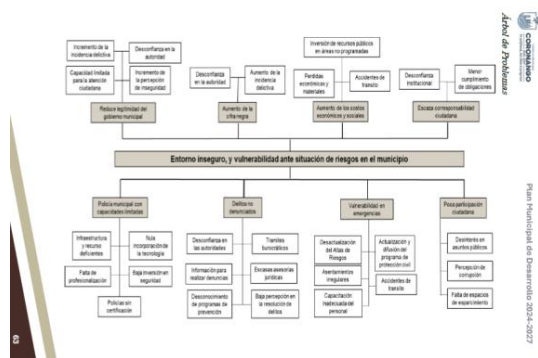 CORONANGO
Árbol de Problemas
Incremento de la
incidencia delictiva
Desconfianza en la
autoridad
Capacidad limitada
para la atención
ciudadana
Incremento de
la percepción
de inseguridad
Reduce legitimidad del
gobierno municipal
Desconfianza
en la autoridad
Aumento de la
incidencia
delictiva
Aumento de la
cifra negra
Inversión de recursos públicos
en áreas no programadas
Perdidas
económicas y
materiales
Accidentes de
transito
Aumento de los costos
económicos y sociales
Desconfianza
institucional
Menor
cumplimiento
de obligaciones
Escaza corresponsabilidad
ciudadana
Entorno inseguro, y vulnerabilidad ante situación de riesgos en el municipio
Policía municipal con
capacidades limitadas
Infraestructura
y recurso
deficientes
Nula
incorporación de
la tecnología
Falta de
profesionalización
Baja inversión en
seguridad
Policías sin
certificación
Delitos no
denunciados
Desconfianza en
las autoridades
Tramites
burocráticos
Información para
realizar denuncias
Escasas asesorías
jurídicas
Desconocimiento
de programas de
prevención
Baja percepción en
la resolución de
delitos
Vulnerabilidad en
emergencias
Desactualización
del Atlas de
Riesgos
Actualización y
difusión del
programa de
protección civil
Asentamientos
irregulares
Accidentes de
transito
Capacitación
inadecuada del
personal
Poca participación
ciudadana
Desinterés en
asuntos públicos
Percepción de
corrupción
Falta de espacios
de esparcimiento
Plan Municipal de Desarrollo 2024-2027
63